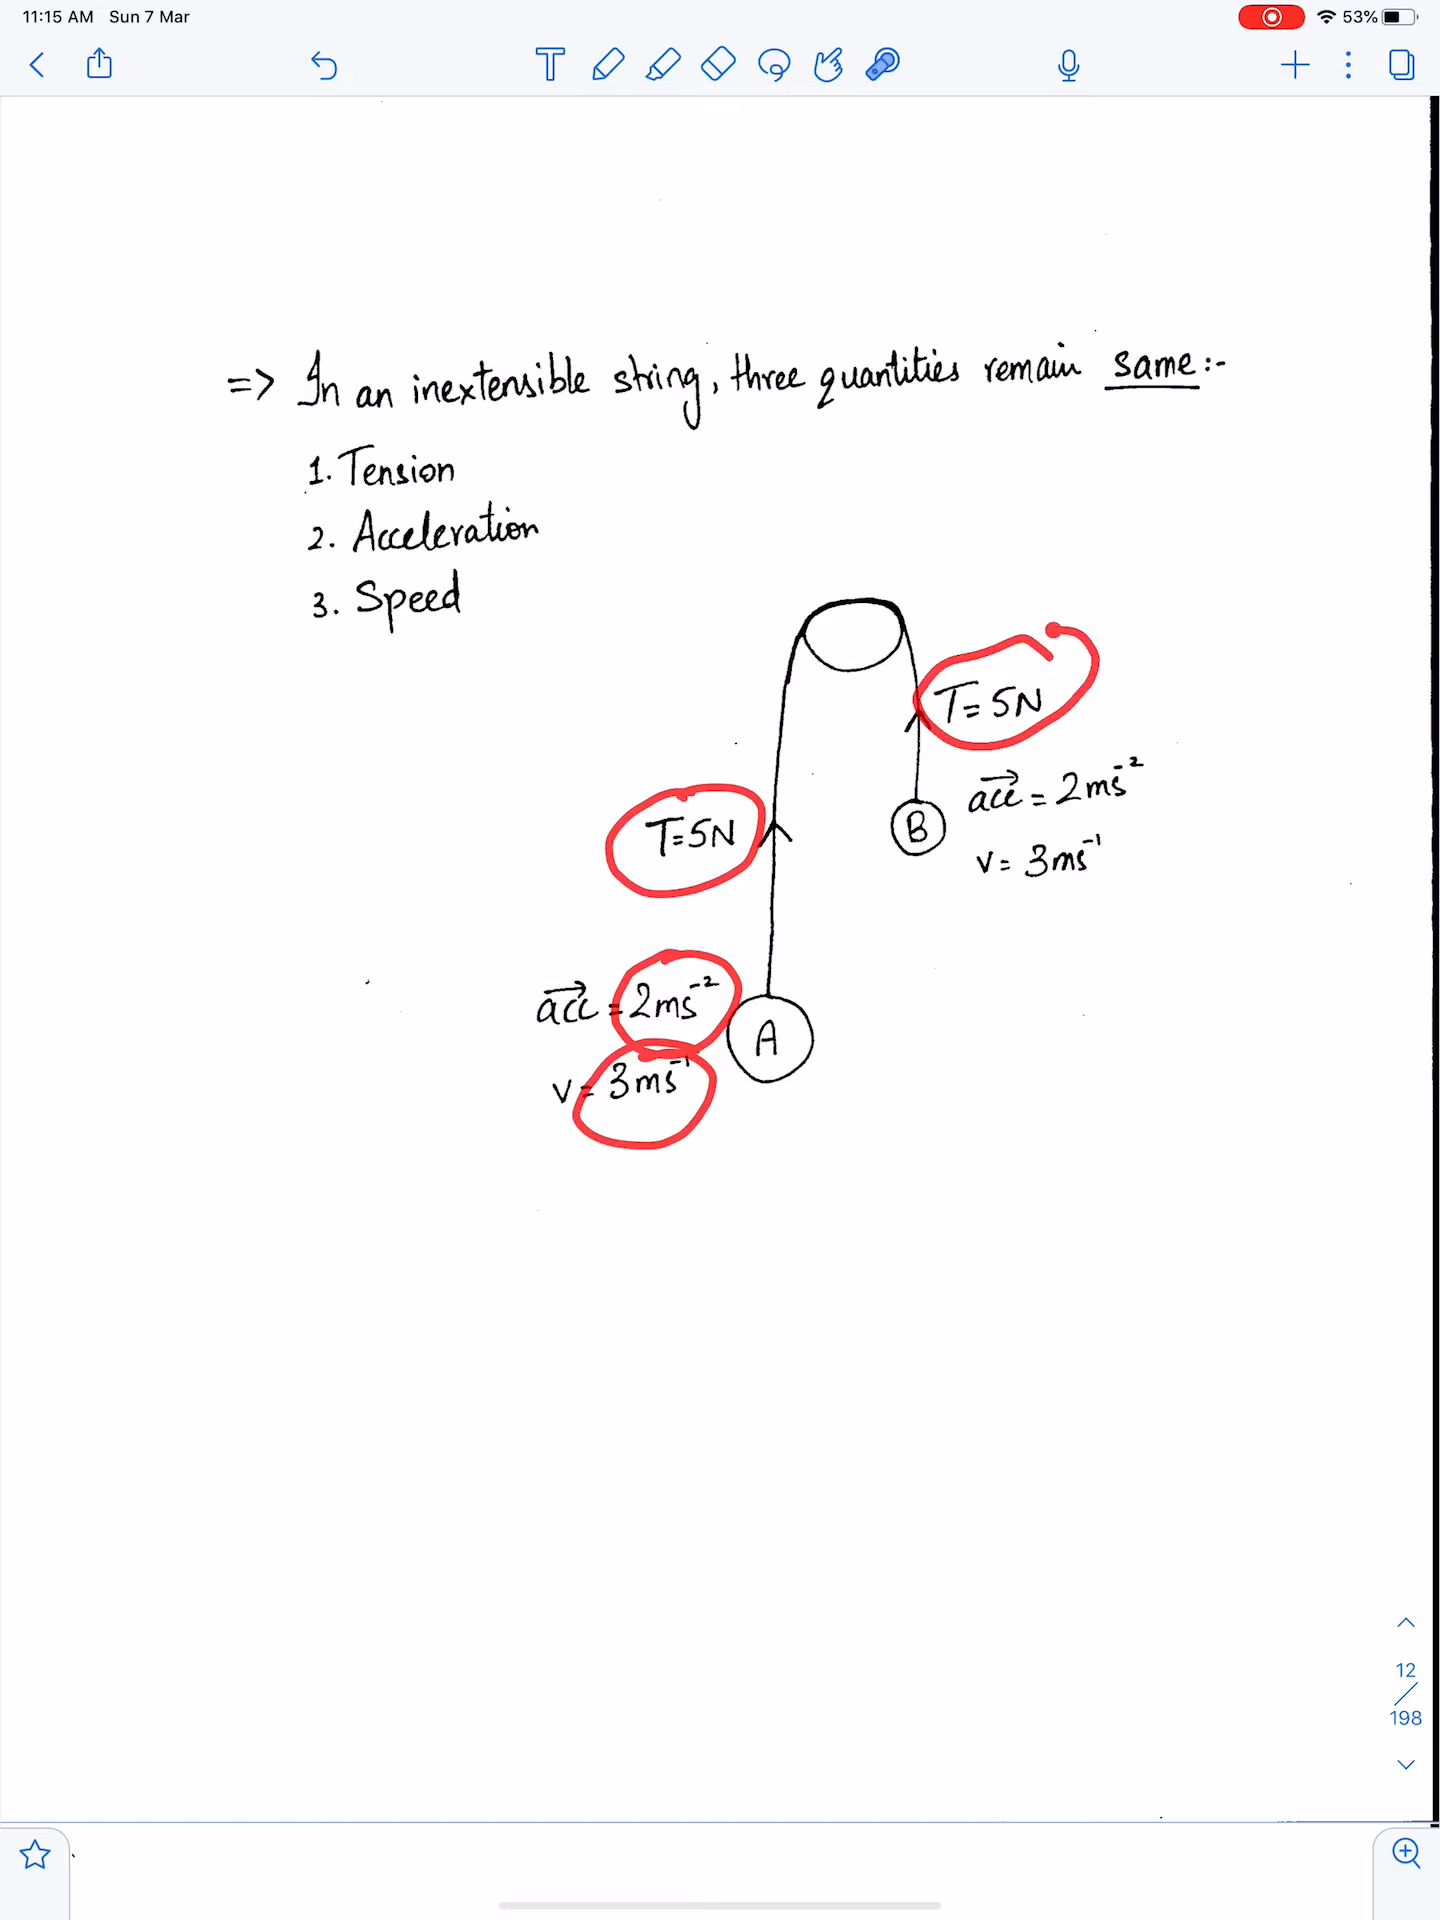 11:15 AM Sun 7 Mar
53%
=> In an inextensible string, three quantities remain same:-
1. Tension
2. Acceleration
3. Speed
T=5N
acc = 2ms⁻²
B
v= 3ms⁻¹
T=5N
acc = 2ms⁻²
A
v= 3ms⁻¹
12
/
198